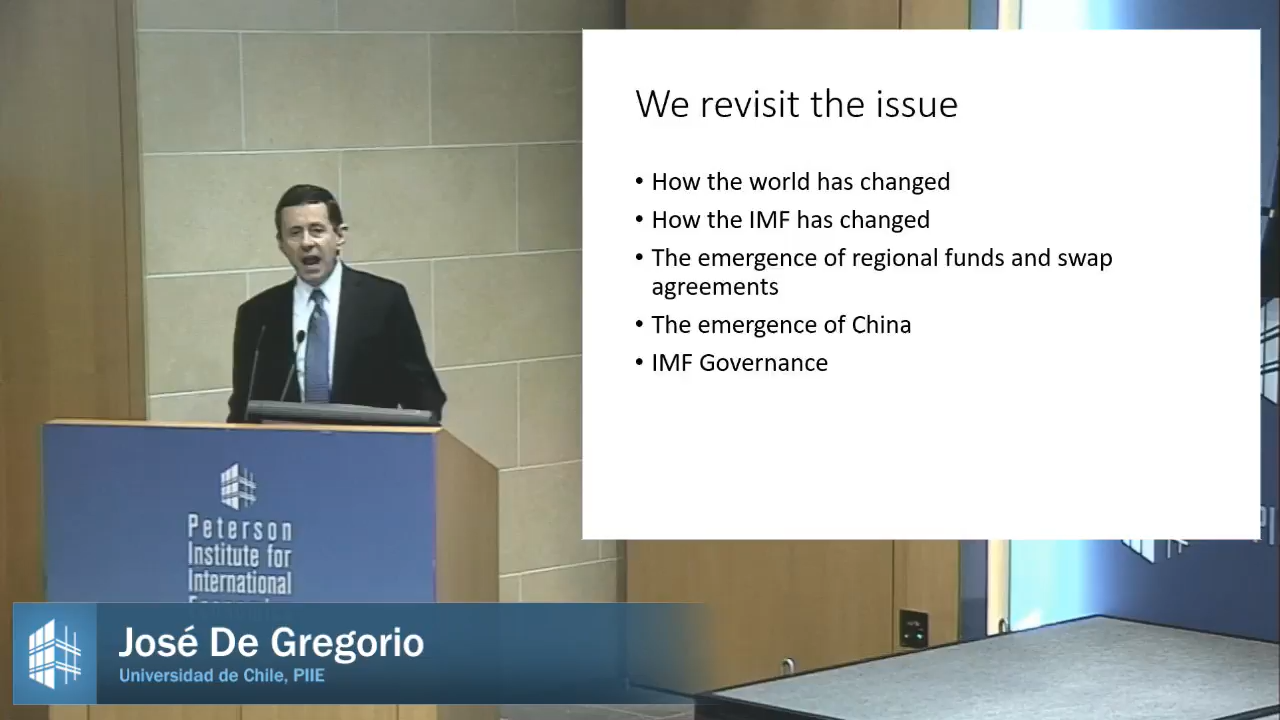 We revisit the issue
• How the world has changed
• How the IMF has changed
• The emergence of regional funds and swap
agreements
• The emergence of China
• IMF Governance
Peterson
Institute for
International
José De Gregorio
Universidad de Chile, PIIE